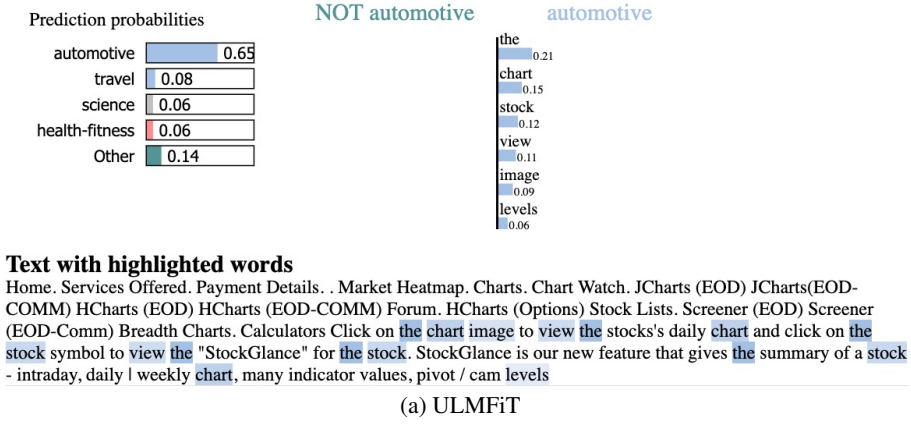 Prediction probabilities
automotive 0.65
travel 0.08
science 0.06
health-fitness 0.06
Other 0.14
NOT automotive automotive
the
0.21
chart
0.15
stock
0.12
view
0.11
image
0.09
levels
0.06
Text with highlighted words
Home. Services Offered. Payment Details. . Market Heatmap. Charts. Chart Watch. JCharts (EOD) JCharts(EOD-
COMM) HCharts (EOD) HCharts (EOD-COMM) Forum. HCharts (Options) Stock Lists. Screener (EOD) Screener
(EOD-Comm) Breadth Charts. Calculators Click on the chart image to view the stocks's daily chart and click on the
stock symbol to view the "StockGlance" for the stock. StockGlance is our new feature that gives the summary of a stock
- intraday, daily | weekly chart, many indicator values, pivot / cam levels
(a) ULMFiT